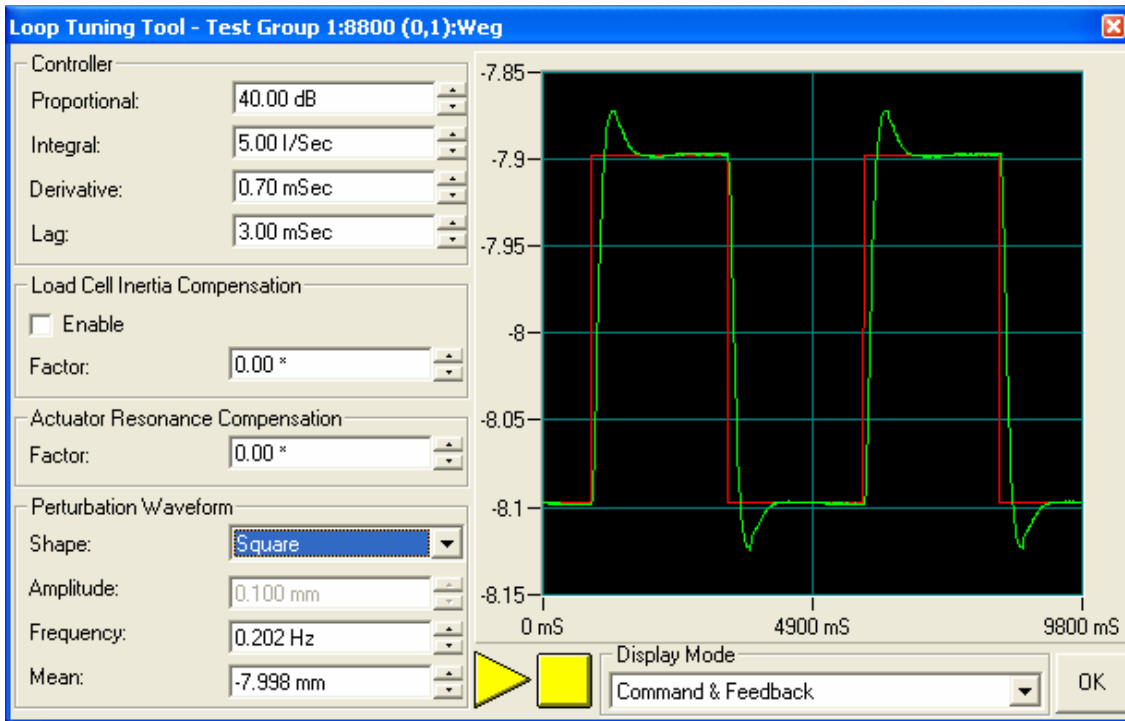 Loop Tuning Tool - Test Group 1:8800 (0,1):Weg
Controller
Proportional: 40.00 dB
Integral: 5.00 I/Sec
Derivative: 0.70 mSec
Lag: 3.00 mSec
Load Cell Inertia Compensation
Enable
Factor: 0.00 *
Actuator Resonance Compensation
Factor: 0.00 *
Perturbation Waveform
Shape: Square
Amplitude: 0.100 mm
Frequency: 0.202 Hz
Mean: -7.998 mm
-7.85
-7.9
-7.95
-8
-8.05
-8.1
-8.15
0 mS 4900 mS 9800 mS
Display Mode
Command & Feedback
OK